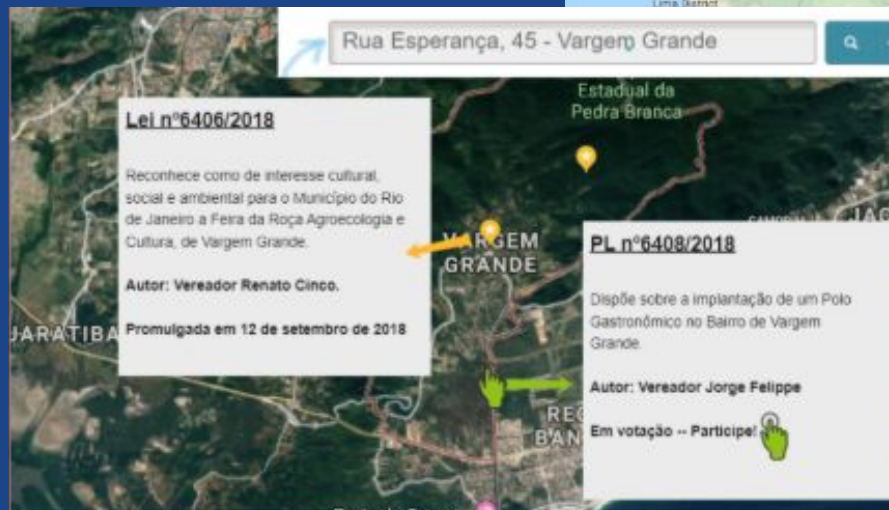 Lima District
Rua Esperança, 45 - Vargem Grande
Estadual da
Pedra Branca
Lei nº6406/2018
Reconhece como de interesse cultural,
social e ambiental para o Município do Rio
de Janeiro a Feira da Roça Agroecologia e
Cultura, de Vargem Grande.
Autor: Vereador Renato Cinco.
Promulgada em 12 de setembro de 2018
VARGEM
GRANDE
JARATIBA
PL nº6408/2018
Dispõe sobre a implantação de um Polo
Gastronômico no Bairro de Vargem
Grande.
Autor: Vereador Jorge Felippe
Em votação -- Participe!